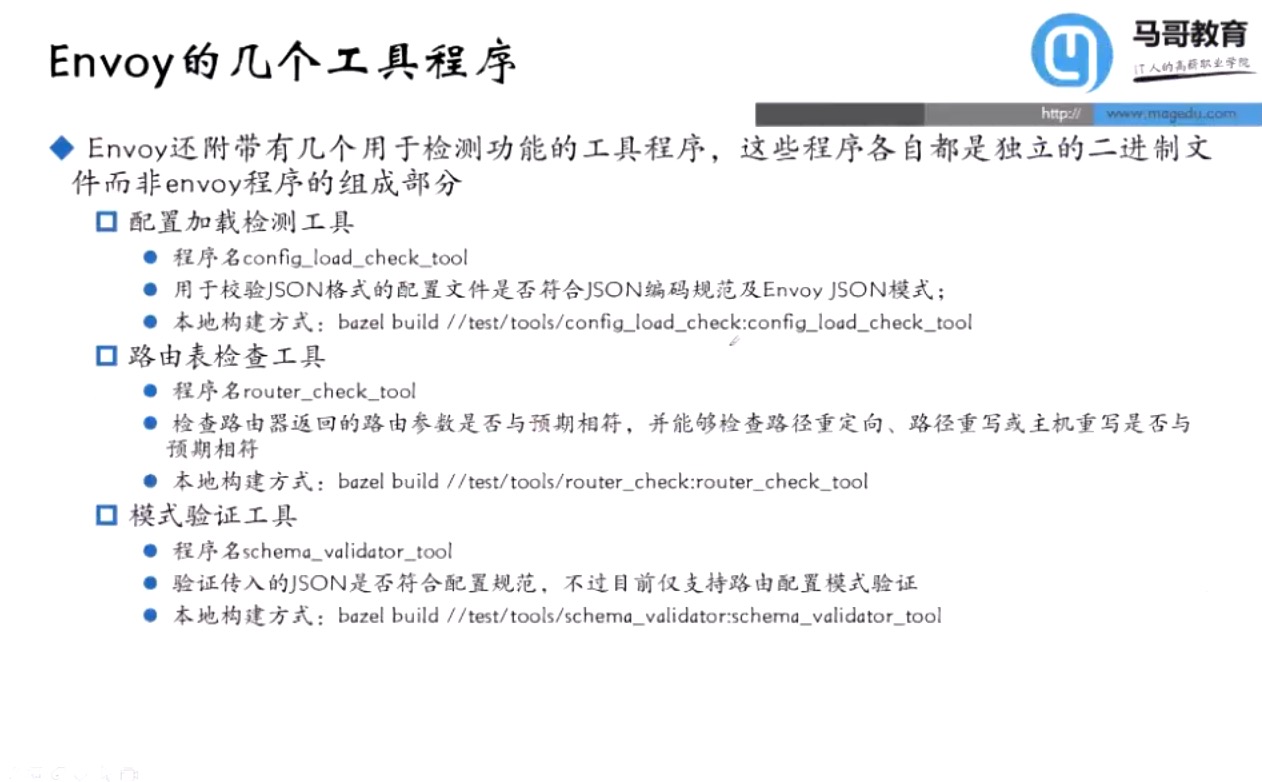 Envoy的几个工具程序
马哥教育
IT人的高薪职业学院
http:// www.magedu.com
Envoy还附带有几个用于检测功能的工具程序，这些程序各自都是独立的二进制文
件而非envoy程序的组成部分
配置加载检测工具
程序名config_load_check_tool
用于校验JSON格式的配置文件是否符合JSON编码规范及Envoy JSON模式；
本地构建方式：bazel build //test/tools/config_load_check:config_load_check_tool
路由表检查工具
程序名router_check_tool
检查路由器返回的路由参数是否与预期相符，并能够检查路径重定向、路径重写或主机重写是否与
预期相符
本地构建方式：bazel build //test/tools/router_check:router_check_tool
模式验证工具
程序名schema_validator_tool
验证传入的JSON是否符合配置规范，不过目前仅支持路由配置模式验证
本地构建方式：bazel build //test/tools/schema_validator:schema_validator_tool